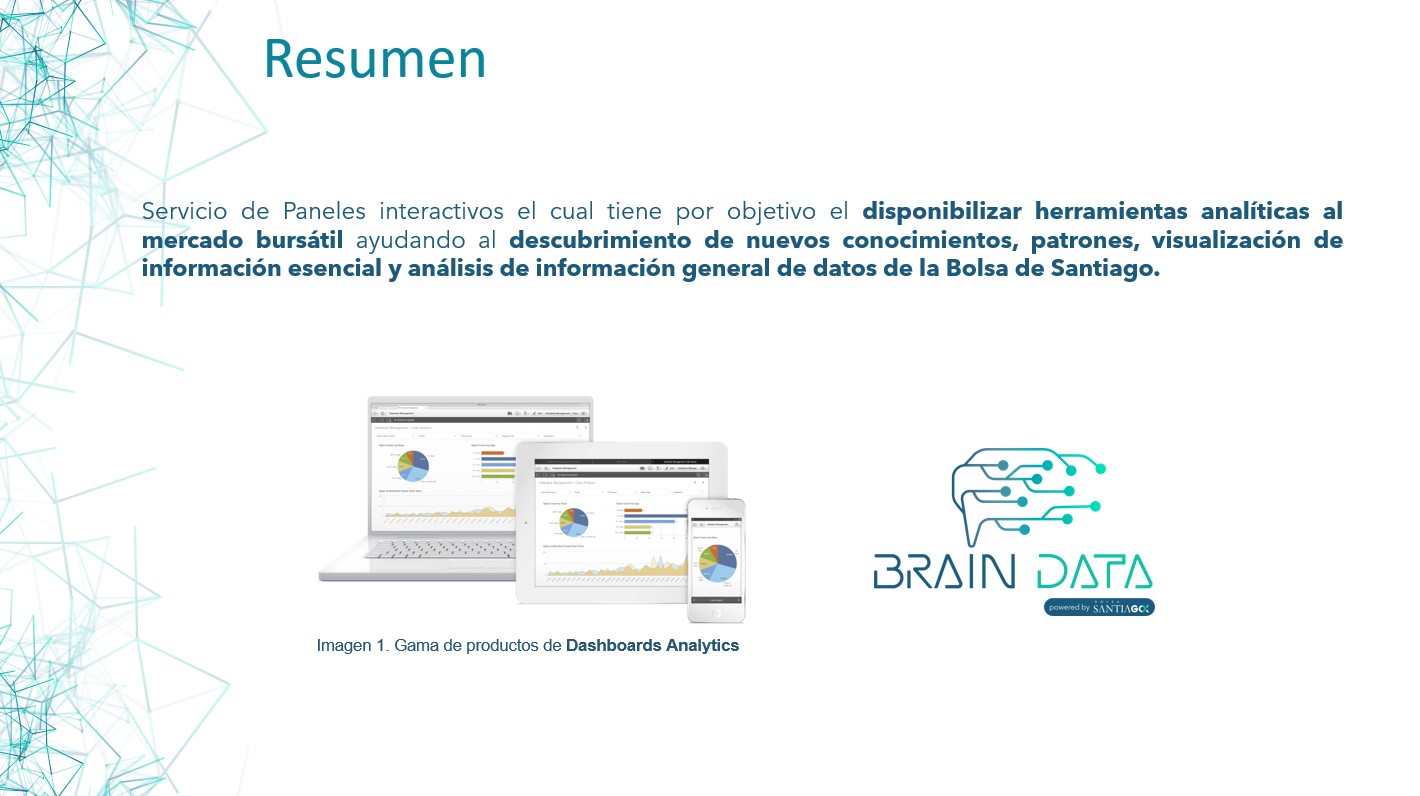 Resumen
Servicio de Paneles interactivos el cual tiene por objetivo el disponibilizar herramientas analíticas al
mercado bursátil ayudando al descubrimiento de nuevos conocimientos, patrones, visualización de
información esencial y análisis de información general de datos de la Bolsa de Santiago.
BRAIN DATA
powered by BOLSA SANTIAGO
Imagen 1. Gama de productos de Dashboards Analytics